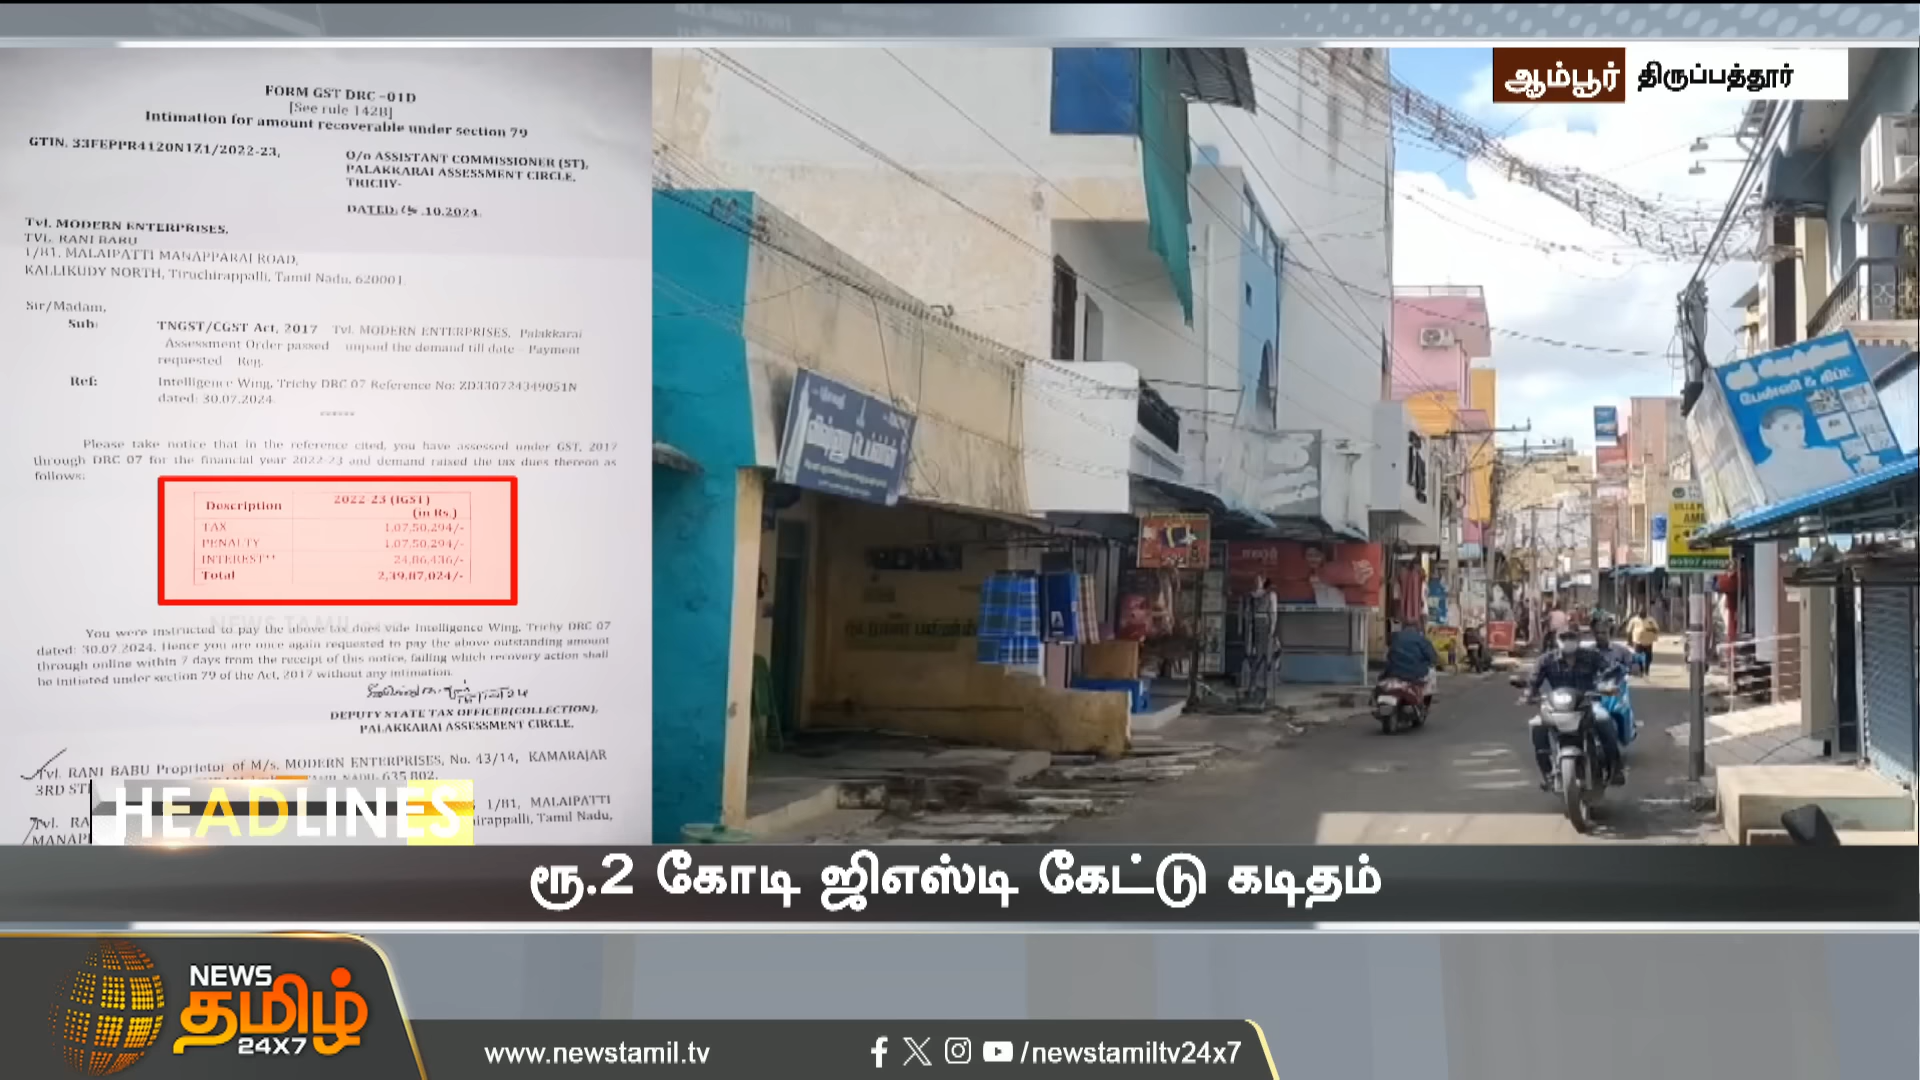 FORM GST DRC -01D
[See rule 142B]
Intimation for amount recoverable under section 79
GTIN. 33FEPPR4120N1Z1/2022-23,
O/o ASSISTANT COMMISSIONER (ST),
PALAKKARAI ASSESSMENT CIRCLE,
TRICHY-
DATED: .10.2024.
Tvl. MODERN ENTERPRISES,
TVL. RANI BABU
1/81, MALAIPATTI MANAPPARAI ROAD,
KALLIKUDY NORTH, Tiruchirappalli, Tamil Nadu, 620001
Sir/Madam,
Sub: TNGST/CGST Act, 2017 Tvl. MODERN ENTERPRISES, Palakkarai
Assessment Order passed - unpaid the demand till date - Payment
requested Reg.
Ref: Intelligence Wing, Trichy DRC 07 Reference No: ZD330724349051N
dated: 30.07.2024
******
Please take notice that in the reference cited, you have assessed under GST, 2017
through DRC 07 for the financial year 2022-23 and demand raised the tax dues thereon as
follows:
Description 2022-23 (IGST)
(in Rs.)
TAX 1,07,50,294/-
PENALTY 1,07,50,294/-
INTEREST** 24,86,436/-
Total 2,39,87,024/-
You were instructed to pay the above tax dues vide Intelligence Wing, Trichy DRC 07
dated: 30.07.2024. Hence you are once again requested to pay the above outstanding amount
through online within 7 days from the receipt of this notice, failing which recovery action shall
be initiated under section 79 of the Act, 2017 without any intimation.
DEPUTY STATE TAX OFFICER(COLLECTION),
PALAKKARAI ASSESSMENT CIRCLE.
Tvl. RANI BABU Proprietor of M/s. MODERN ENTERPRISES, No. 43/14, KAMARAJAR
3RD ST
635 802.
Tvl. RA 1/81, MALAIPATTI
MANAP irappalli, Tamil Nadu,
HEADLINES
ஆம்பூர் திருப்பத்தூர்
ரூ.2 கோடி ஜிஎஸ்டி கேட்டு கடிதம்
NEWS
தமிழ்
24X7
www.newstamil.tv
/newstamiltv24x7